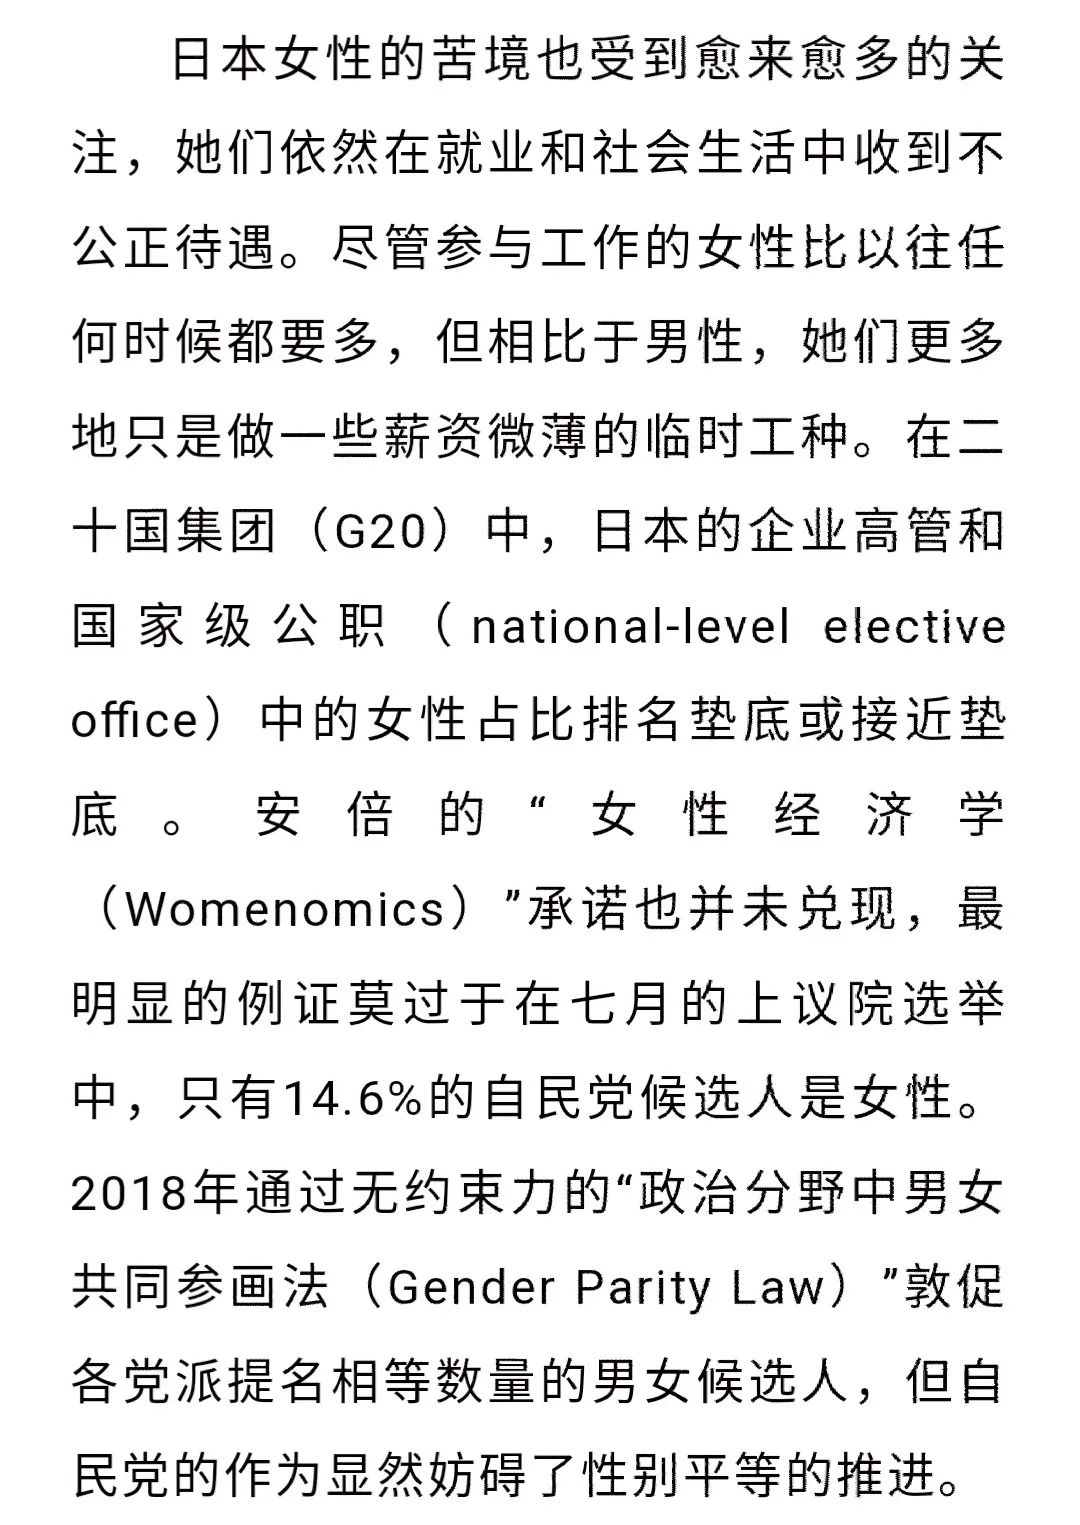 日本女性的苦境也受到愈来愈多的关
注，她们依然在就业和社会生活中收到不
公正待遇。尽管参与工作的女性比以往任
何时候都要多，但相比于男性，她们更多
地只是做一些薪资微薄的临时工种。在二
十国集团（G20）中，日本的企业高管和
国家级公职（national-level elective
office）中的女性占比排名垫底或接近垫
底。安倍的“女性经济学
（Womenomics）”承诺也并未兑现，最
明显的例证莫过于在七月的上议院选举
中，只有14.6%的自民党候选人是女性。
2018年通过无约束力的“政治分野中男女
共同参画法（Gender Parity Law）”敦促
各党派提名相等数量的男女候选人，但自
民党的作为显然妨碍了性别平等的推进。